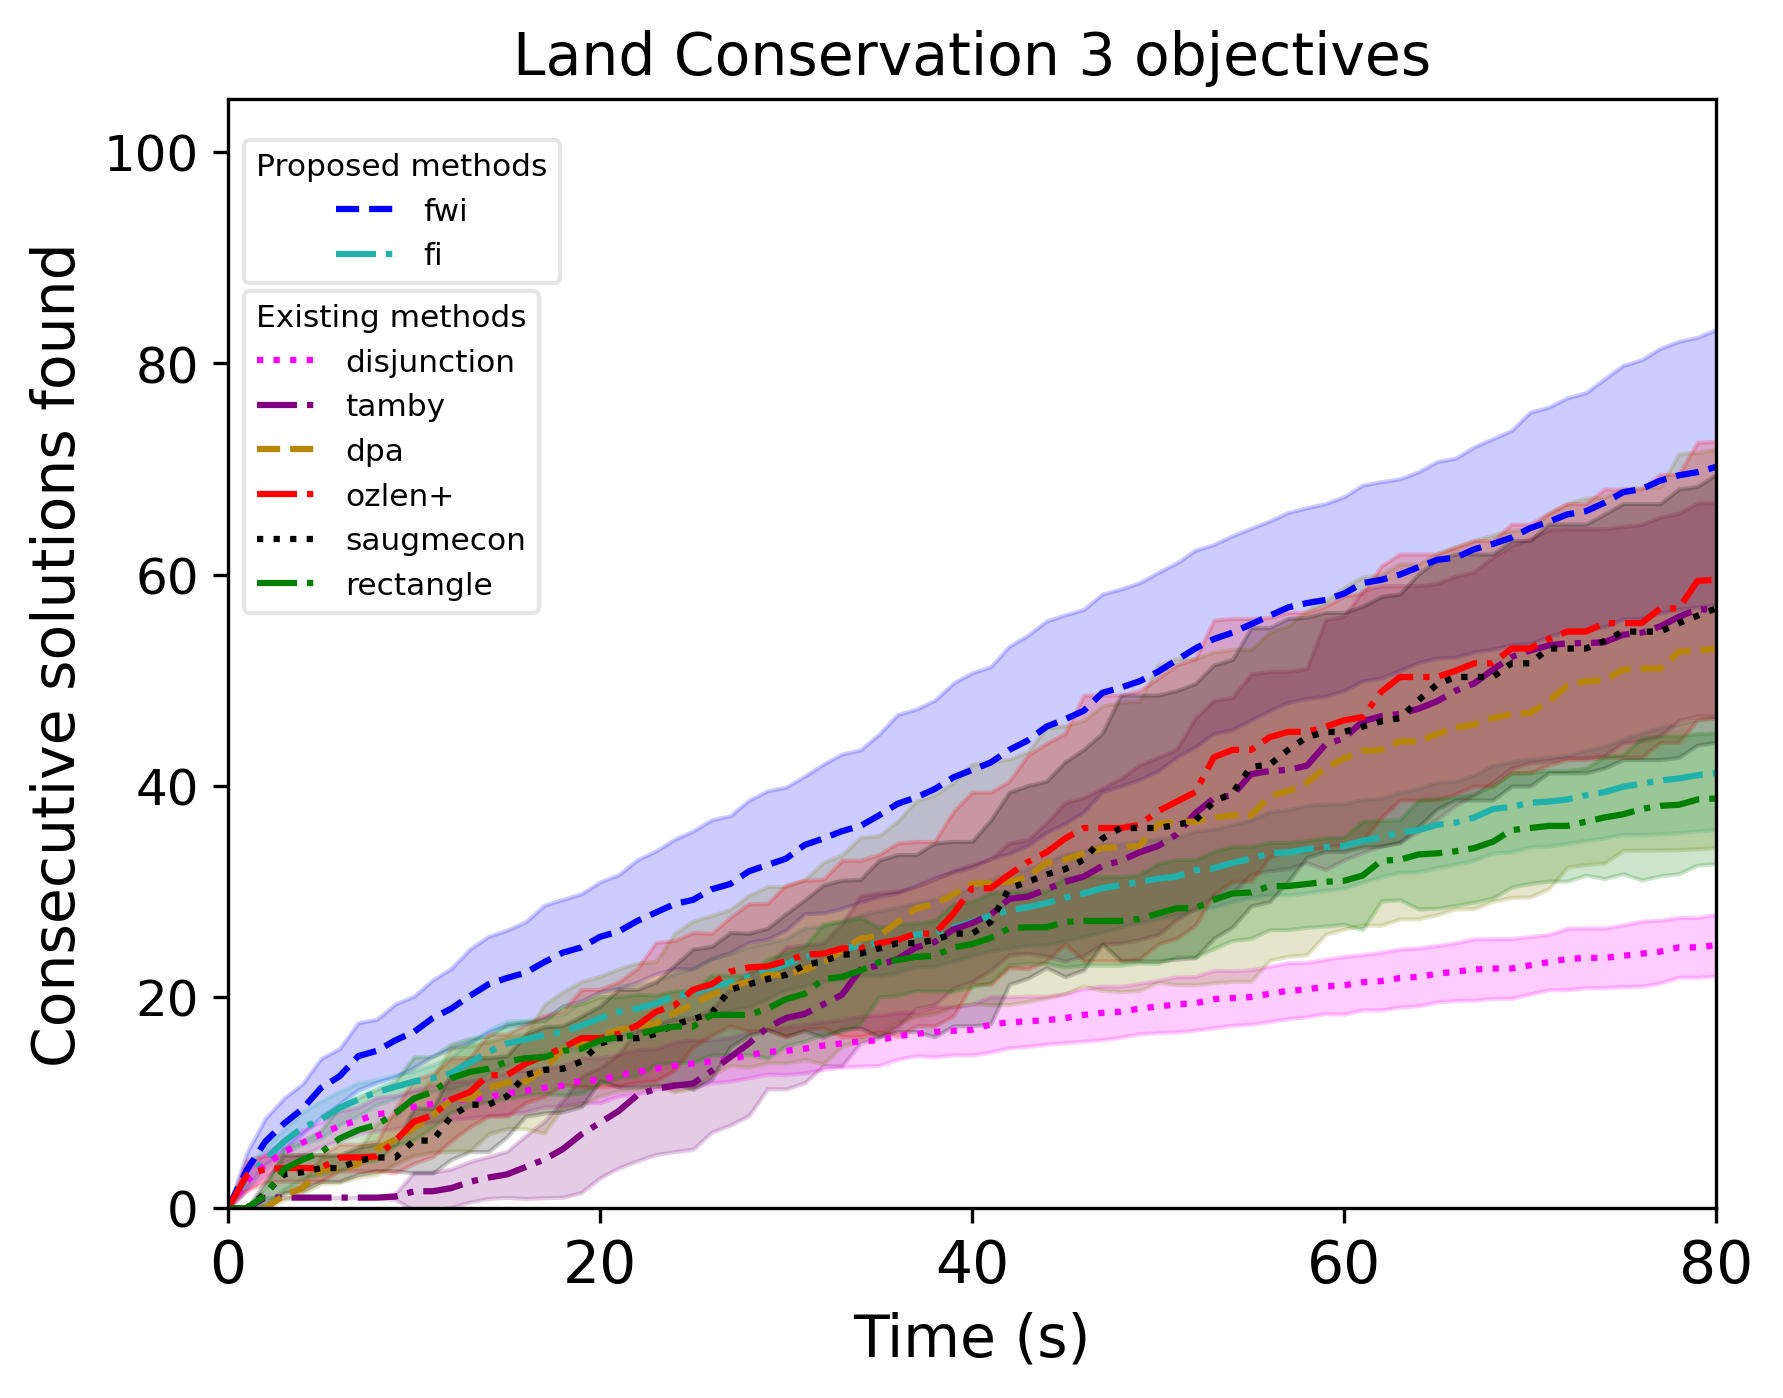 Land Conservation 3 objectives
Consecutive solutions found
100
80
60
40
20
0
Proposed methods
fwi
fi
Existing methods
disjunction
tamby
dpa
ozlen+
saugmecon
rectangle
0 20 40 60 80
Time (s)